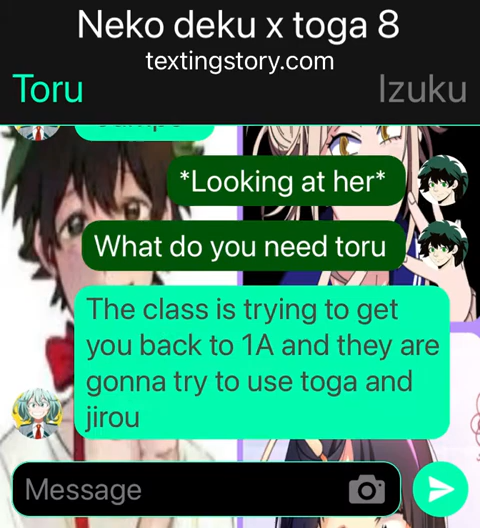 Neko deku x toga 8
textingstory.com
Toru
Izuku
*Looking at her*
What do you need toru
The class is trying to get
you back to 1A and they are
gonna try to use toga and
jirou
Message